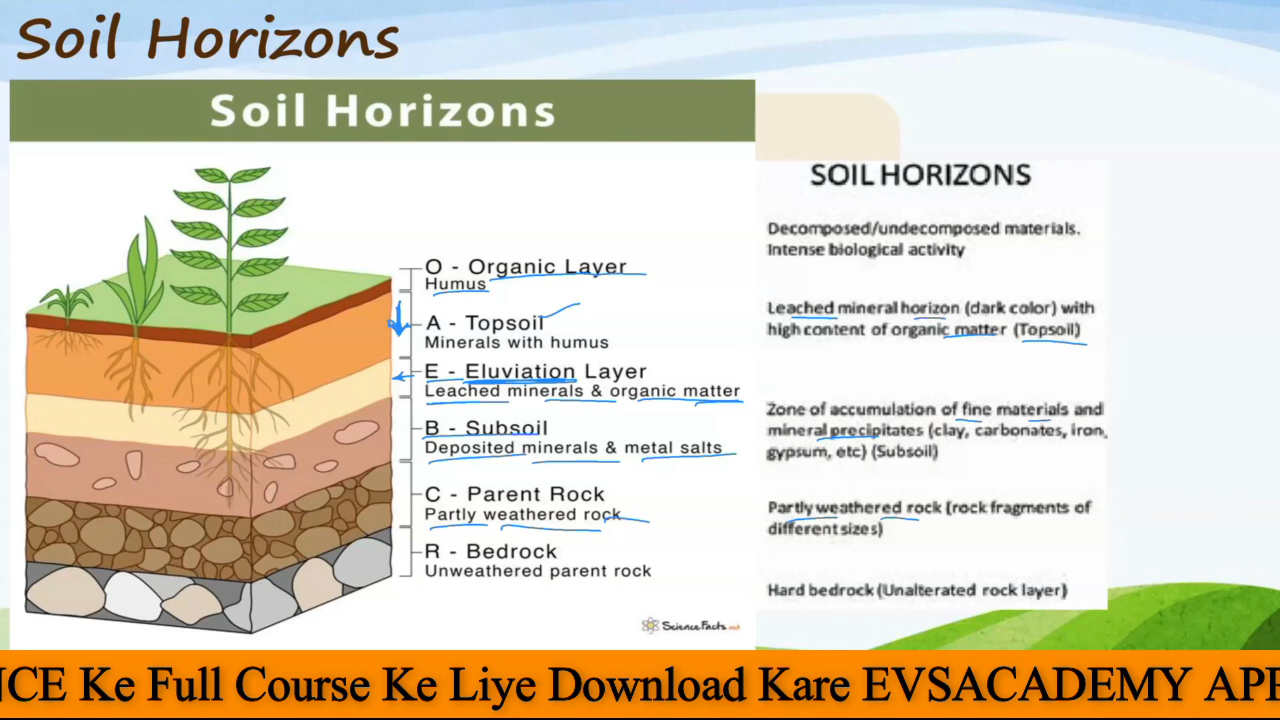 Soil Horizons
Soil Horizons
O - Organic Layer
Humus
A - Topsoil
Minerals with humus
E - Eluviation Layer
Leached minerals & organic matter
B - Subsoil
Deposited minerals & metal salts
C - Parent Rock
Partly weathered rock
R - Bedrock
Unweathered parent rock
ScienceFacts.net
SOIL HORIZONS
Decomposed/undecomposed materials.
Intense biological activity
Leached mineral horizon (dark color) with
high content of organic matter (Topsoil)
Zone of accumulation of fine materials and
mineral precipitates (clay, carbonates, iron,
gypsum, etc) (Subsoil)
Partly weathered rock (rock fragments of
different sizes)
Hard bedrock (Unalterated rock layer)
Ke Full Course Ke Liye Download Kare EVSACADEMY